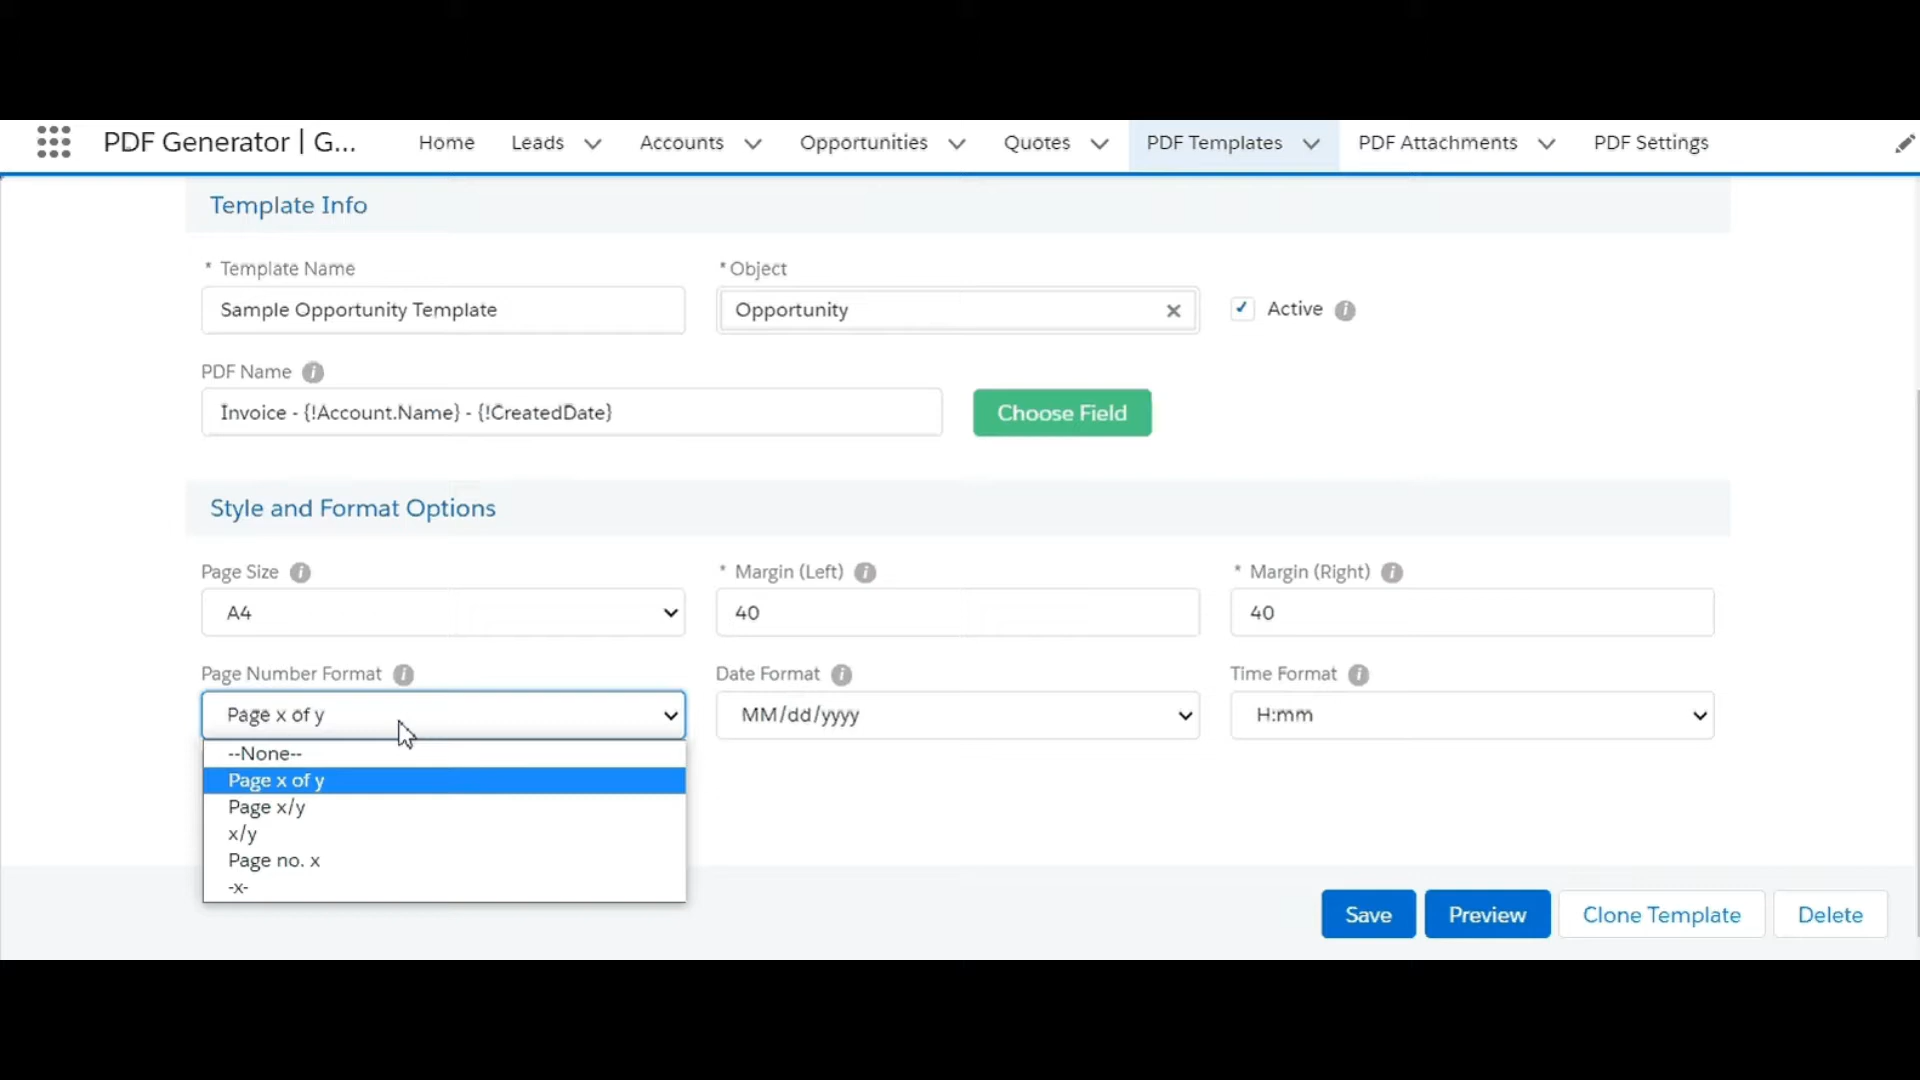 PDF Generator | G... Home Leads Accounts Opportunities Quotes PDF Templates PDF Attachments PDF Settings
Template Info
* Template Name * Object
Sample Opportunity Template Opportunity Active
PDF Name
Invoice - {!Account.Name} - {!CreatedDate} Choose Field
Style and Format Options
Page Size * Margin (Left) * Margin (Right)
A4 40 40
Page Number Format Date Format Time Format
Page x of y MM/dd/yyyy H:mm
--None--
Page x of y
Page x/y
x/y
Page no. x
-x-
Save Preview Clone Template Delete